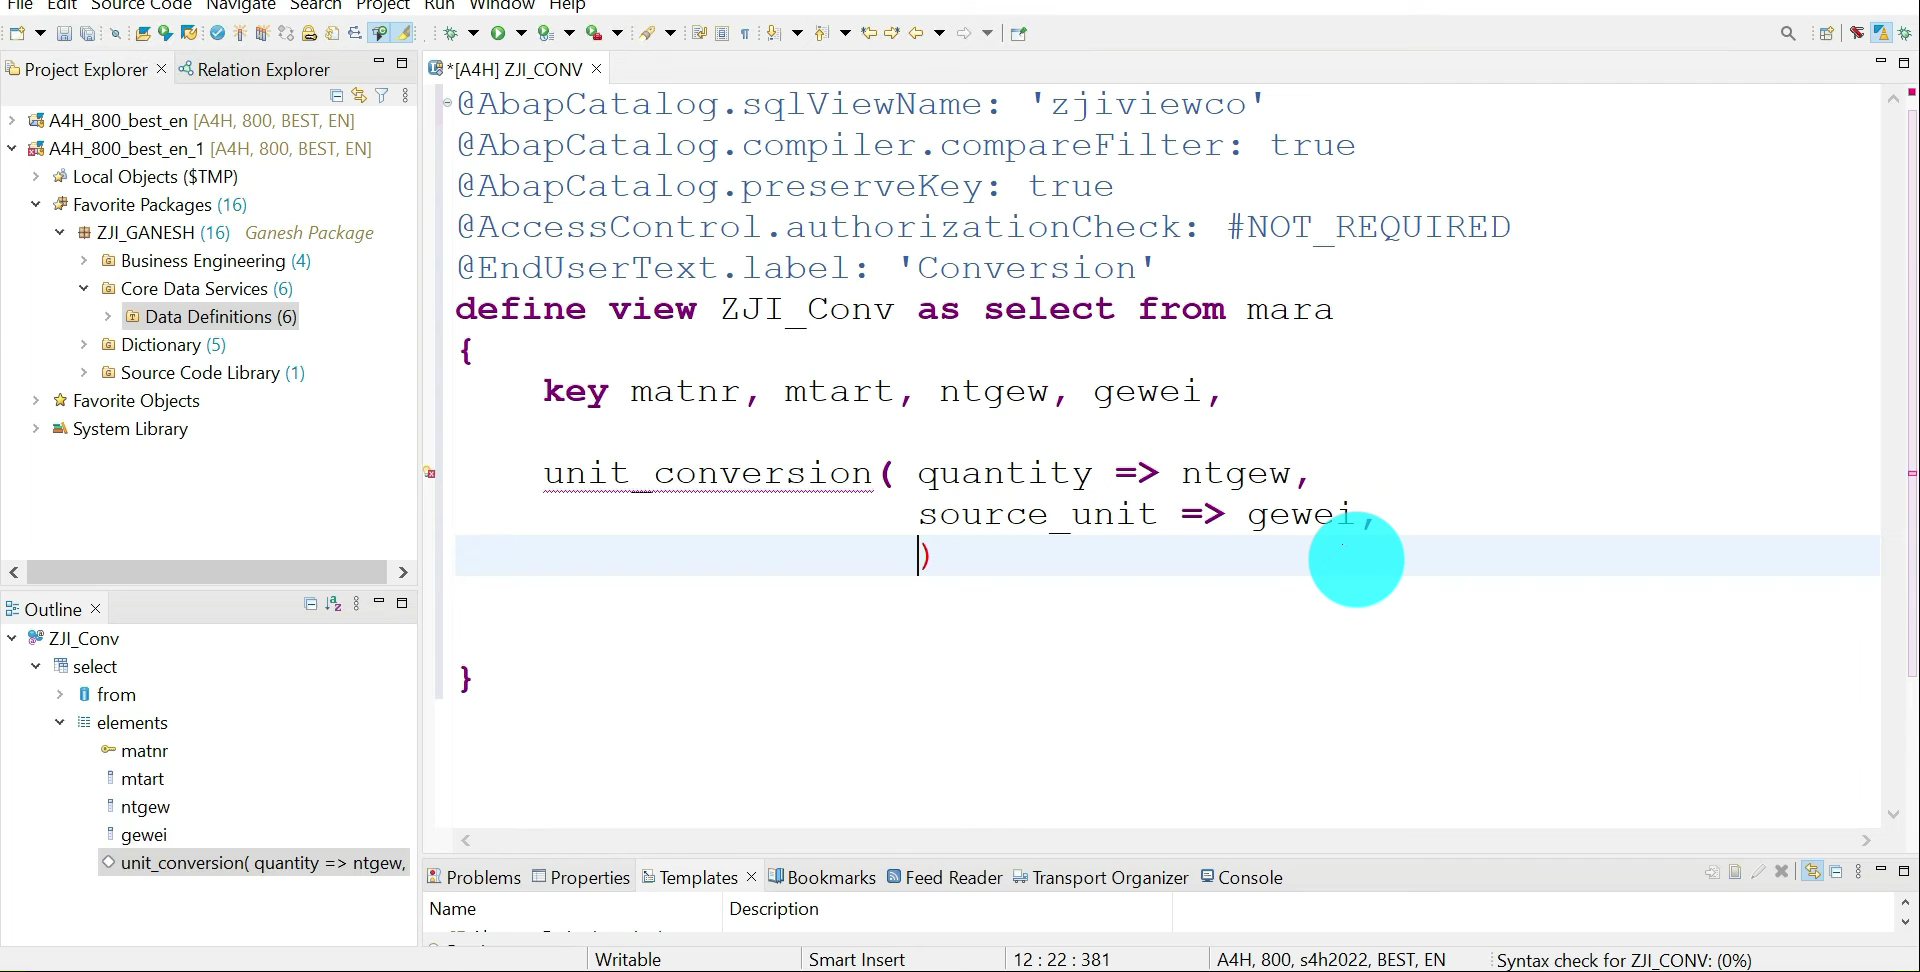 File Edit Source Code Navigate Search Project Run Window Help
Project Explorer
Relation Explorer
*[A4H] ZJI_CONV
A4H_800_best_en [A4H, 800, BEST, EN]
A4H_800_best_en_1 [A4H, 800, BEST, EN]
Local Objects ($TMP)
Favorite Packages (16)
ZJI_GANESH (16) Ganesh Package
Business Engineering (4)
Core Data Services (6)
Data Definitions (6)
Dictionary (5)
Source Code Library (1)
Favorite Objects
System Library
@AbapCatalog.sqlViewName: 'zjiviewco'
@AbapCatalog.compiler.compareFilter: true
@AbapCatalog.preserveKey: true
@AccessControl.authorizationCheck: #NOT_REQUIRED
@EndUserText.label: 'Conversion'
define view ZJI_Conv as select from mara
{
key matnr, mtart, ntgew, gewei,
unit_conversion( quantity => ntgew,
source_unit => gewei,
)
}
Outline
ZJI_Conv
select
from
elements
matnr
mtart
ntgew
gewei
unit_conversion( quantity => ntgew,
Problems
Properties
Templates
Bookmarks
Feed Reader
Transport Organizer
Console
Name
Description
Writable
Smart Insert
12 : 22 : 381
A4H, 800, s4h2022, BEST, EN
Syntax check for ZJI_CONV: (0%)